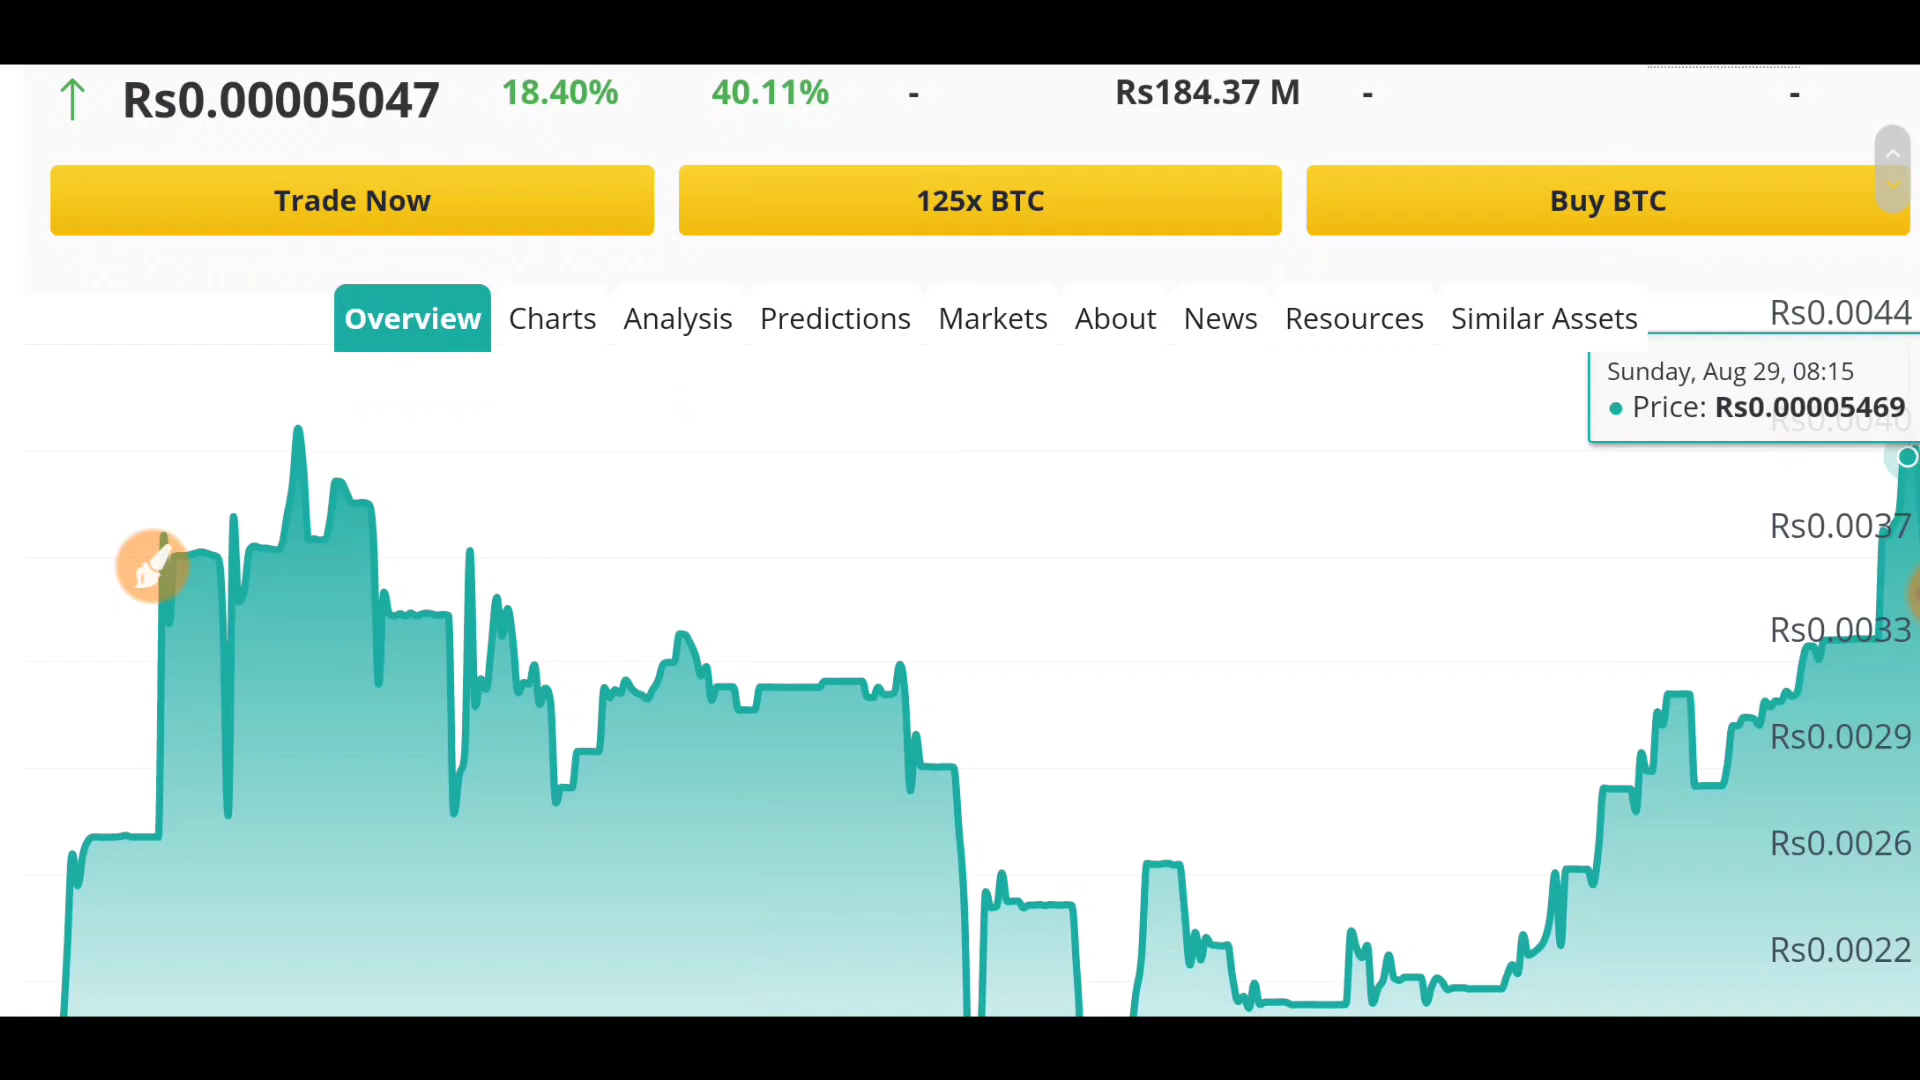 Rs0.00005047 18.40% 40.11% - Rs184.37 M - -
Trade Now 125x BTC Buy BTC
Overview Charts Analysis Predictions Markets About News Resources Similar Assets
Rs0.0044
Sunday, Aug 29, 08:15
Price: Rs0.00005469
Rs0.0040
Rs0.0037
Rs0.0033
Rs0.0029
Rs0.0026
Rs0.0022